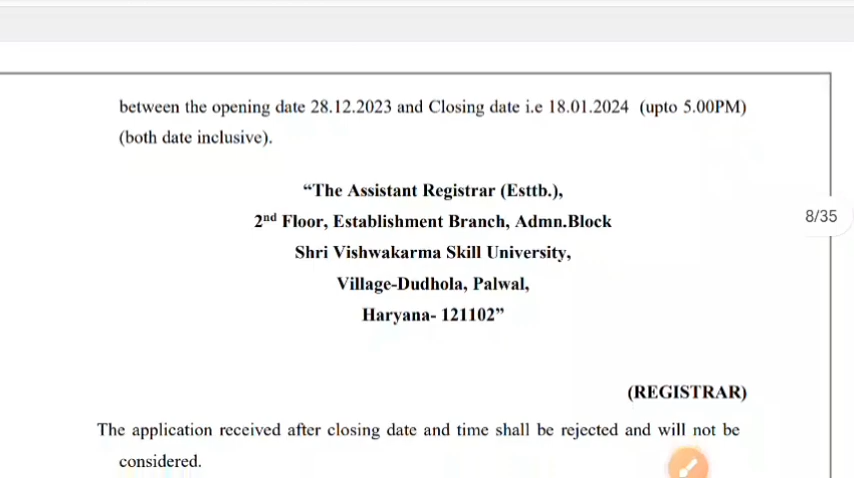 between the opening date 28.12.2023 and Closing date i.e 18.01.2024 (upto 5.00PM)
(both date inclusive).
“The Assistant Registrar (Esttb.),
2nd Floor, Establishment Branch, Admn.Block
8/35
Shri Vishwakarma Skill University,
Village-Dudhola, Palwal,
Haryana- 121102”
(REGISTRAR)
The application received after closing date and time shall be rejected and will not be
considered.